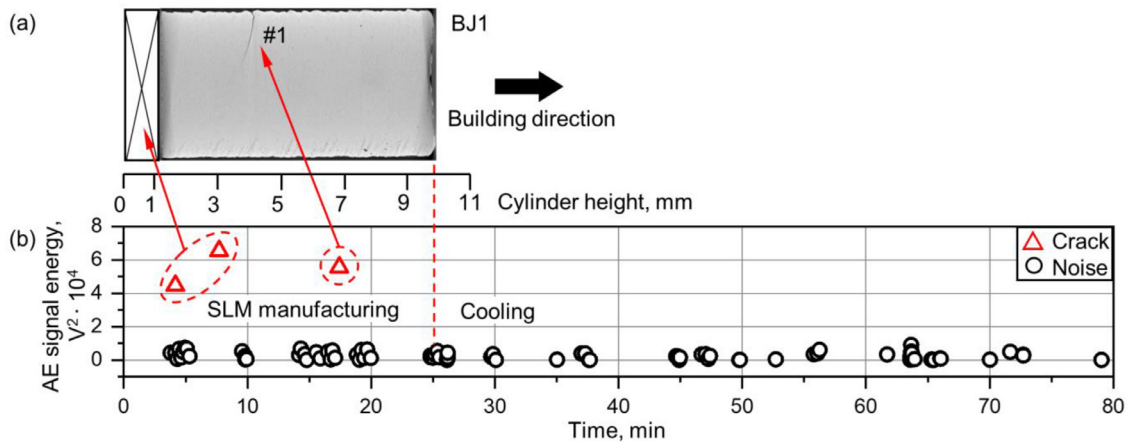 (a)
#1
BJ1
Building direction
0 1 3 5 7 9 11 Cylinder height, mm
(b)
AE signal energy,
V² · 10⁴
8
6
4
2
0
Crack
Noise
SLM manufacturing
Cooling
0 10 20 30 40 50 60 70 80
Time, min